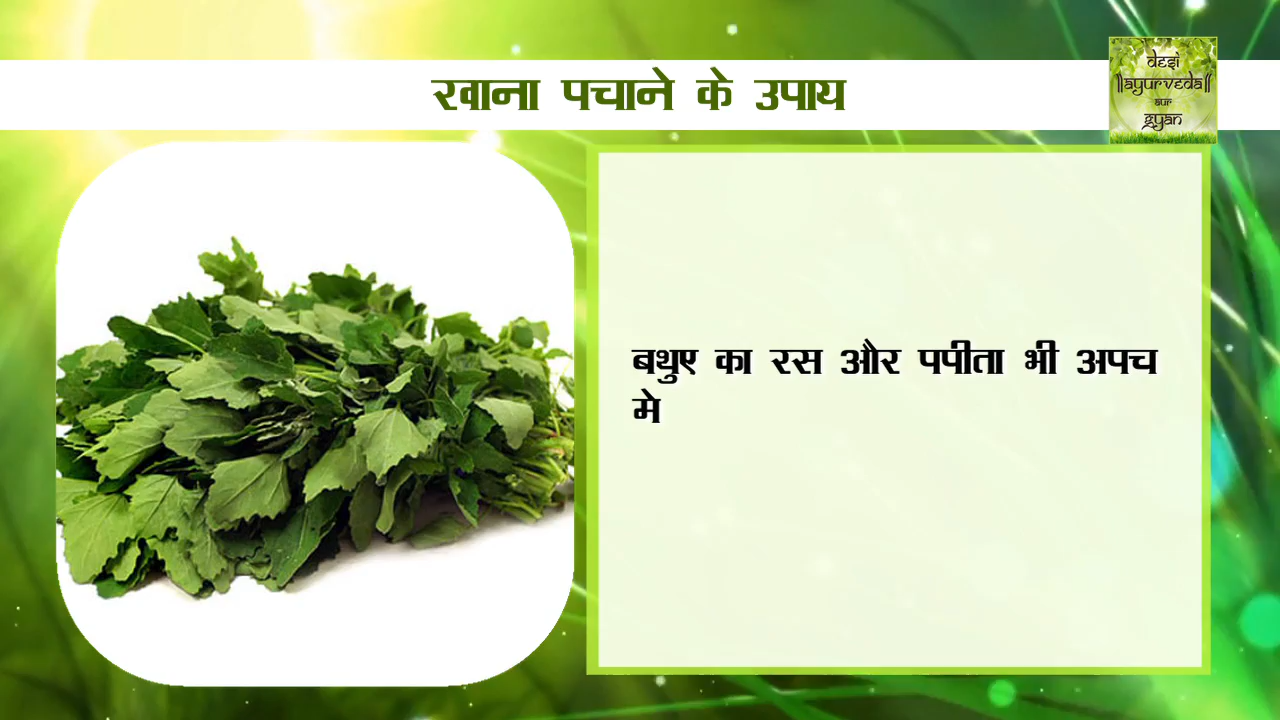 खाना पचाने के उपाय
desi
||ayurveda||
aur
gyan
बथुए का रस और पपीता भी अपच
मे